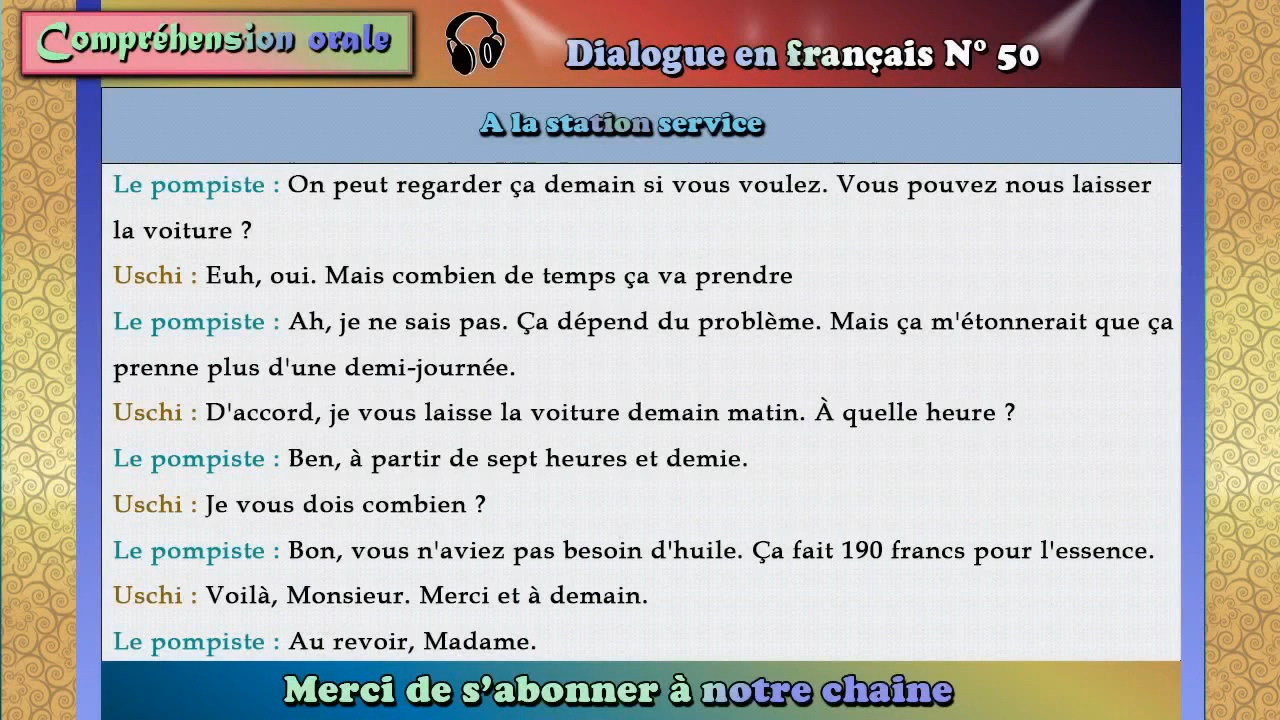 Compréhension orale
Dialogue en français N° 50
A la station service
Le pompiste : On peut regarder ça demain si vous voulez. Vous pouvez nous laisser
la voiture ?
Uschi : Euh, oui. Mais combien de temps ça va prendre
Le pompiste : Ah, je ne sais pas. Ça dépend du problème. Mais ça m'étonnerait que ça
prenne plus d'une demi-journée.
Uschi : D'accord, je vous laisse la voiture demain matin. À quelle heure ?
Le pompiste : Ben, à partir de sept heures et demie.
Uschi : Je vous dois combien ?
Le pompiste : Bon, vous n'aviez pas besoin d'huile. Ça fait 190 francs pour l'essence.
Uschi : Voilà, Monsieur. Merci et à demain.
Le pompiste : Au revoir, Madame.
Merci de s’abonner à notre chaine